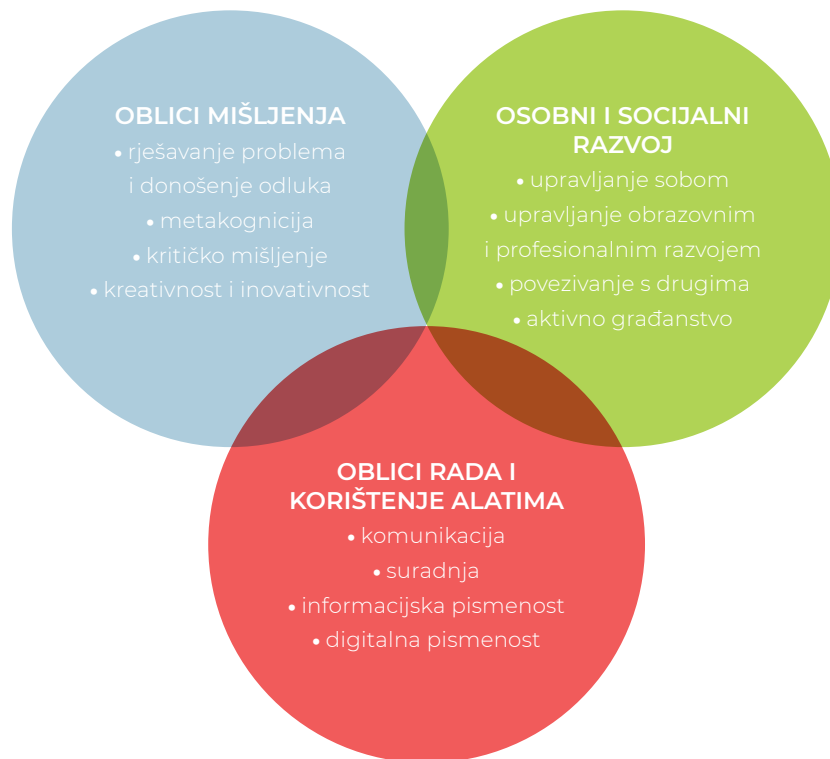 OBLICI MIŠLJENJA
• rješavanje problema
i donošenje odluka
• metakognicija
• kritičko mišljenje
• kreativnost i inovativnost
OSOBNI I SOCIJALNI
RAZVOJ
• upravljanje sobom
• upravljanje obrazovnim
i profesionalnim razvojem
• povezivanje s drugima
• aktivno građanstvo
OBLICI RADA I
KORIŠTENJE ALATIMA
• komunikacija
• suradnja
• informacijska pismenost
• digitalna pismenost